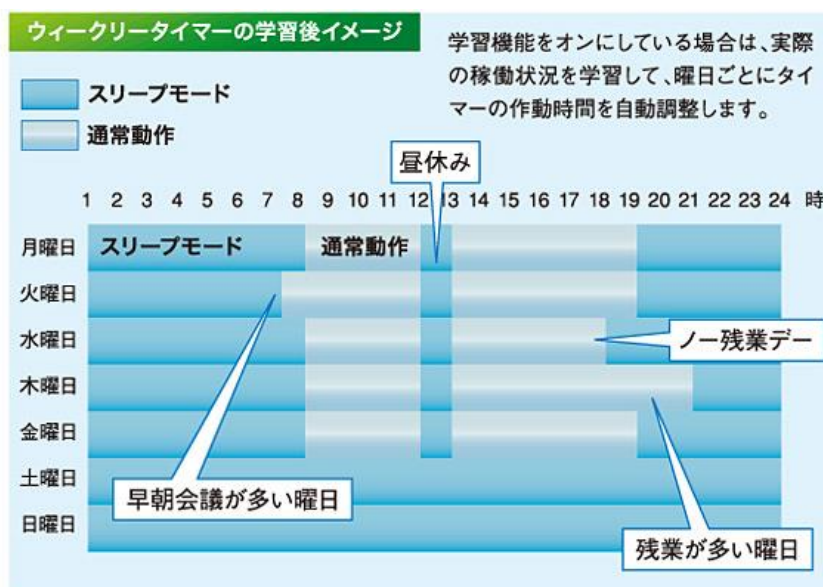 ウィークリータイマーの学習後イメージ
学習機能をオンにしている場合は、実際
の稼働状況を学習して、曜日ごとにタイ
マーの作動時間を自動調整します。
スリープモード
通常動作
昼休み
1 2 3 4 5 6 7 8 9 10 11 12 13 14 15 16 17 18 19 20 21 22 23 24 時
月曜日 スリープモード 通常動作
火曜日
水曜日 ノー残業デー
木曜日
金曜日
土曜日
早朝会議が多い曜日
日曜日
残業が多い曜日